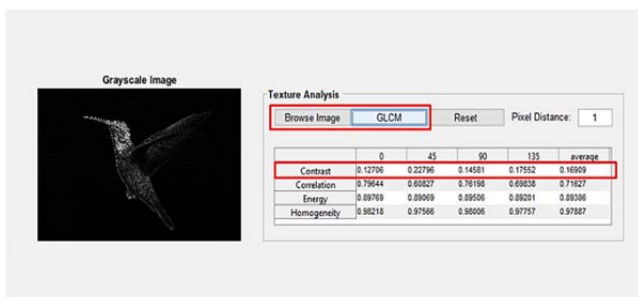 Grayscale Image
Texture Analysis
Browse Image GLCM Reset Pixel Distance: 1
0 45 90 135 average
Contrast 0.12706 0.22796 0.14581 0.17552 0.16909
Correlation 0.79644 0.60827 0.76198 0.69838 0.71627
Energy 0.89769 0.89069 0.89506 0.89201 0.89386
Homogeneity 0.98218 0.97566 0.98006 0.97757 0.97887